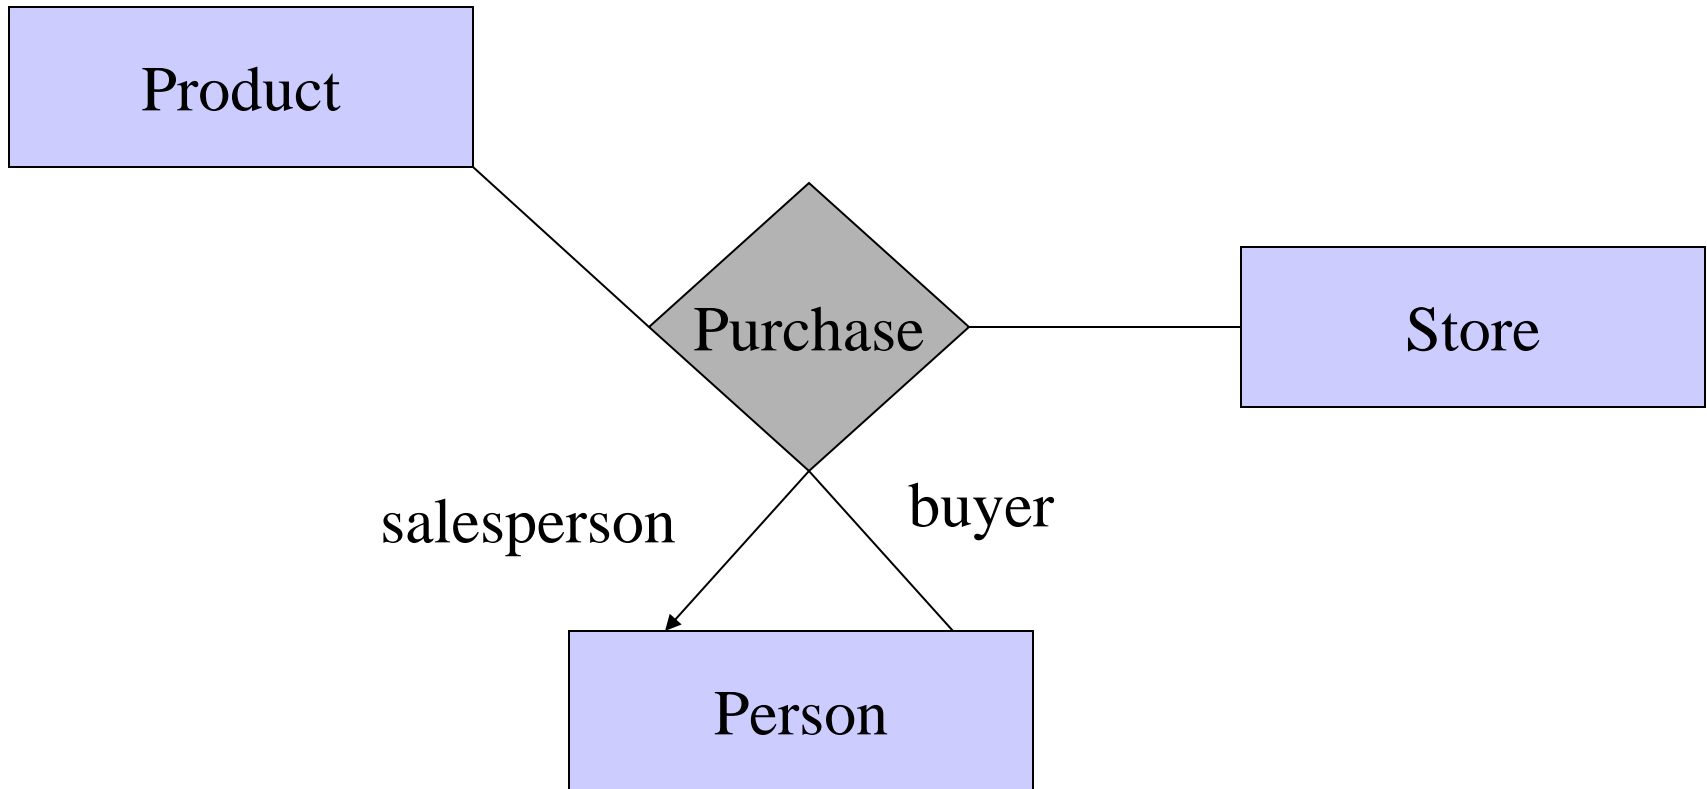 Product
Purchase
Store
salesperson
buyer
Person